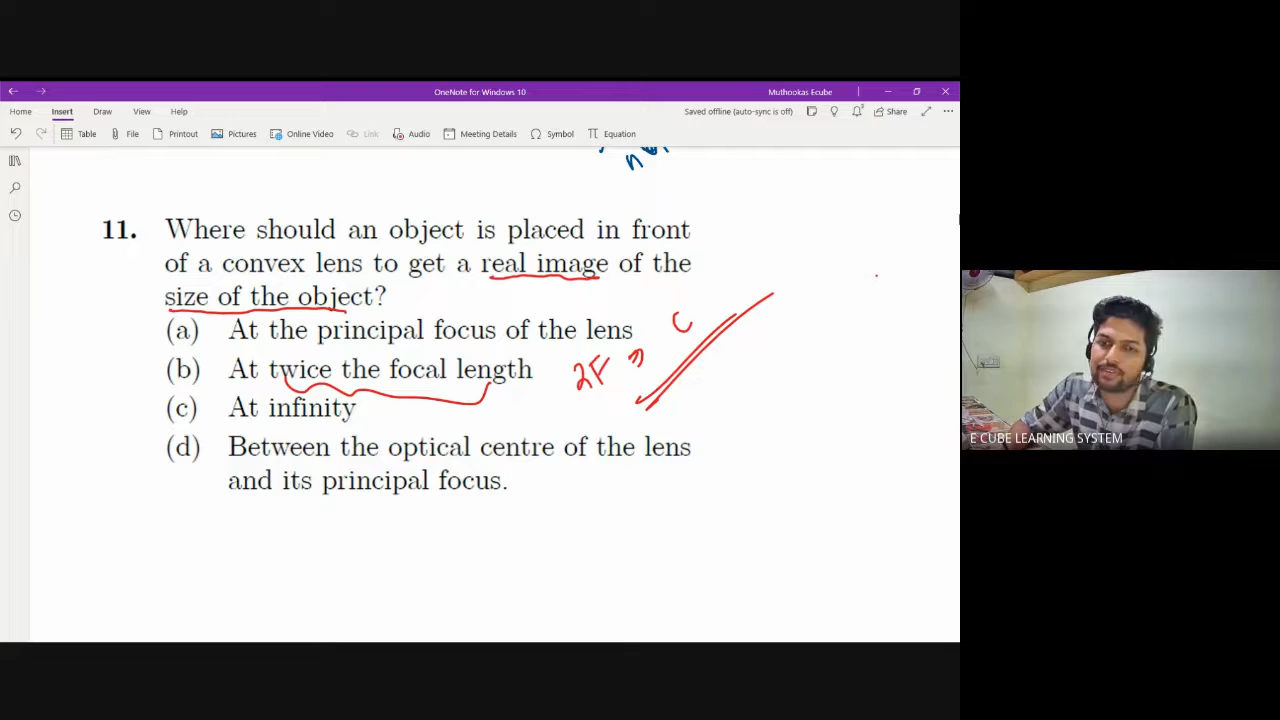 OneNote for Windows 10
Muthookas Ecube
Home Insert Draw View Help
Saved offline (auto-sync is off)
Share
Table File Printout Pictures Online Video Link Audio Meeting Details Symbol Equation
11. Where should an object is placed in front
of a convex lens to get a real image of the
size of the object?
(a) At the principal focus of the lens
C
(b) At twice the focal length 2F
(c) At infinity
(d) Between the optical centre of the lens
and its principal focus.
E CUBE LEARNING SYSTEM